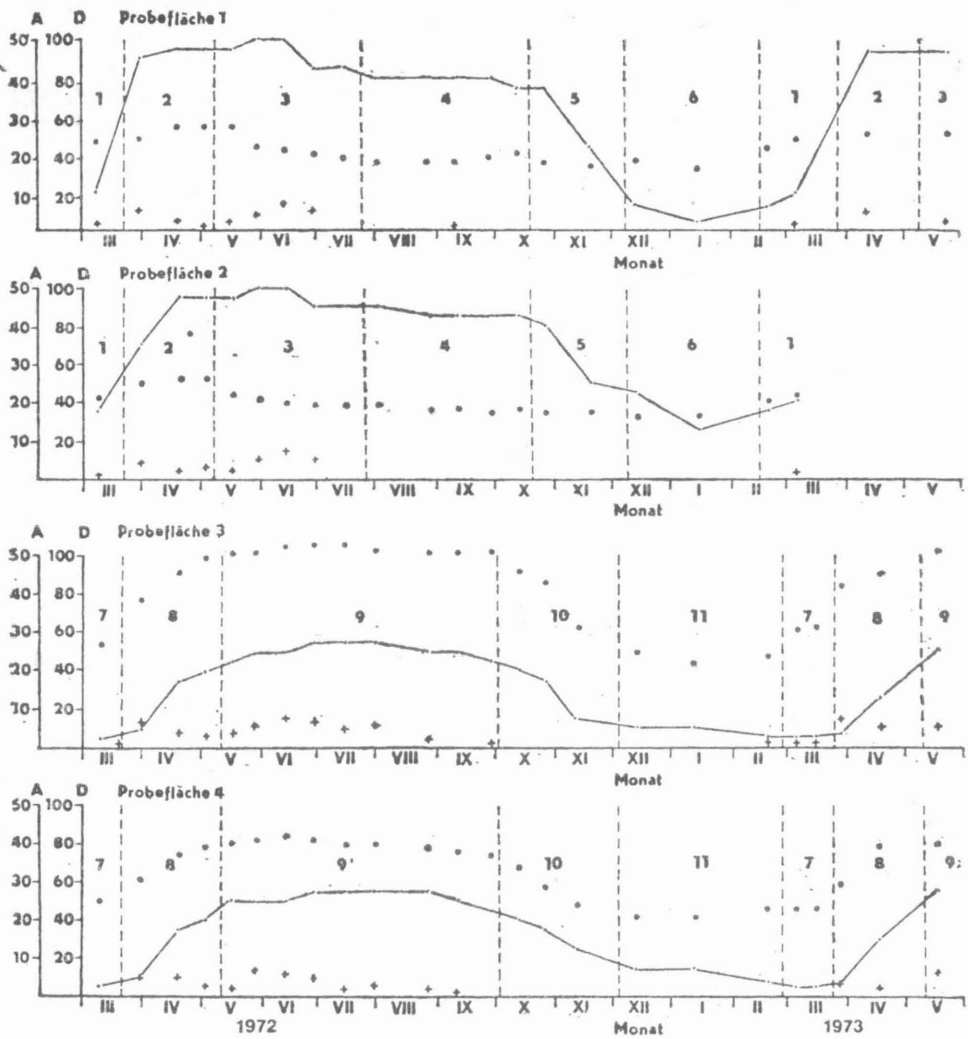 A D Probefläche 1
50 100
40 80
30 60
20 40
10 20
1 2 3 4 5 6 1 2 3
III IV V VI VII VIII IX X XI XII I II III IV V
Monat
A D Probefläche 2
50 100
40 80
30 60
20 40
10 20
1 2 3 4 5 6 1
III IV V VI VII VIII IX X XI XII I II III IV V
Monat
A D Probefläche 3
50 100
40 80
30 60
20 40
10 20
7 8 9 10 11 7 8 9
III IV V VI VII VIII IX X XI XII I II III IV V
Monat
A D Probefläche 4
50 100
40 80
30 60
20 40
10 20
7 8 9 10 11 7 8 9
III IV V VI VII VIII IX X XI XII I II III IV V
1972 Monat 1973